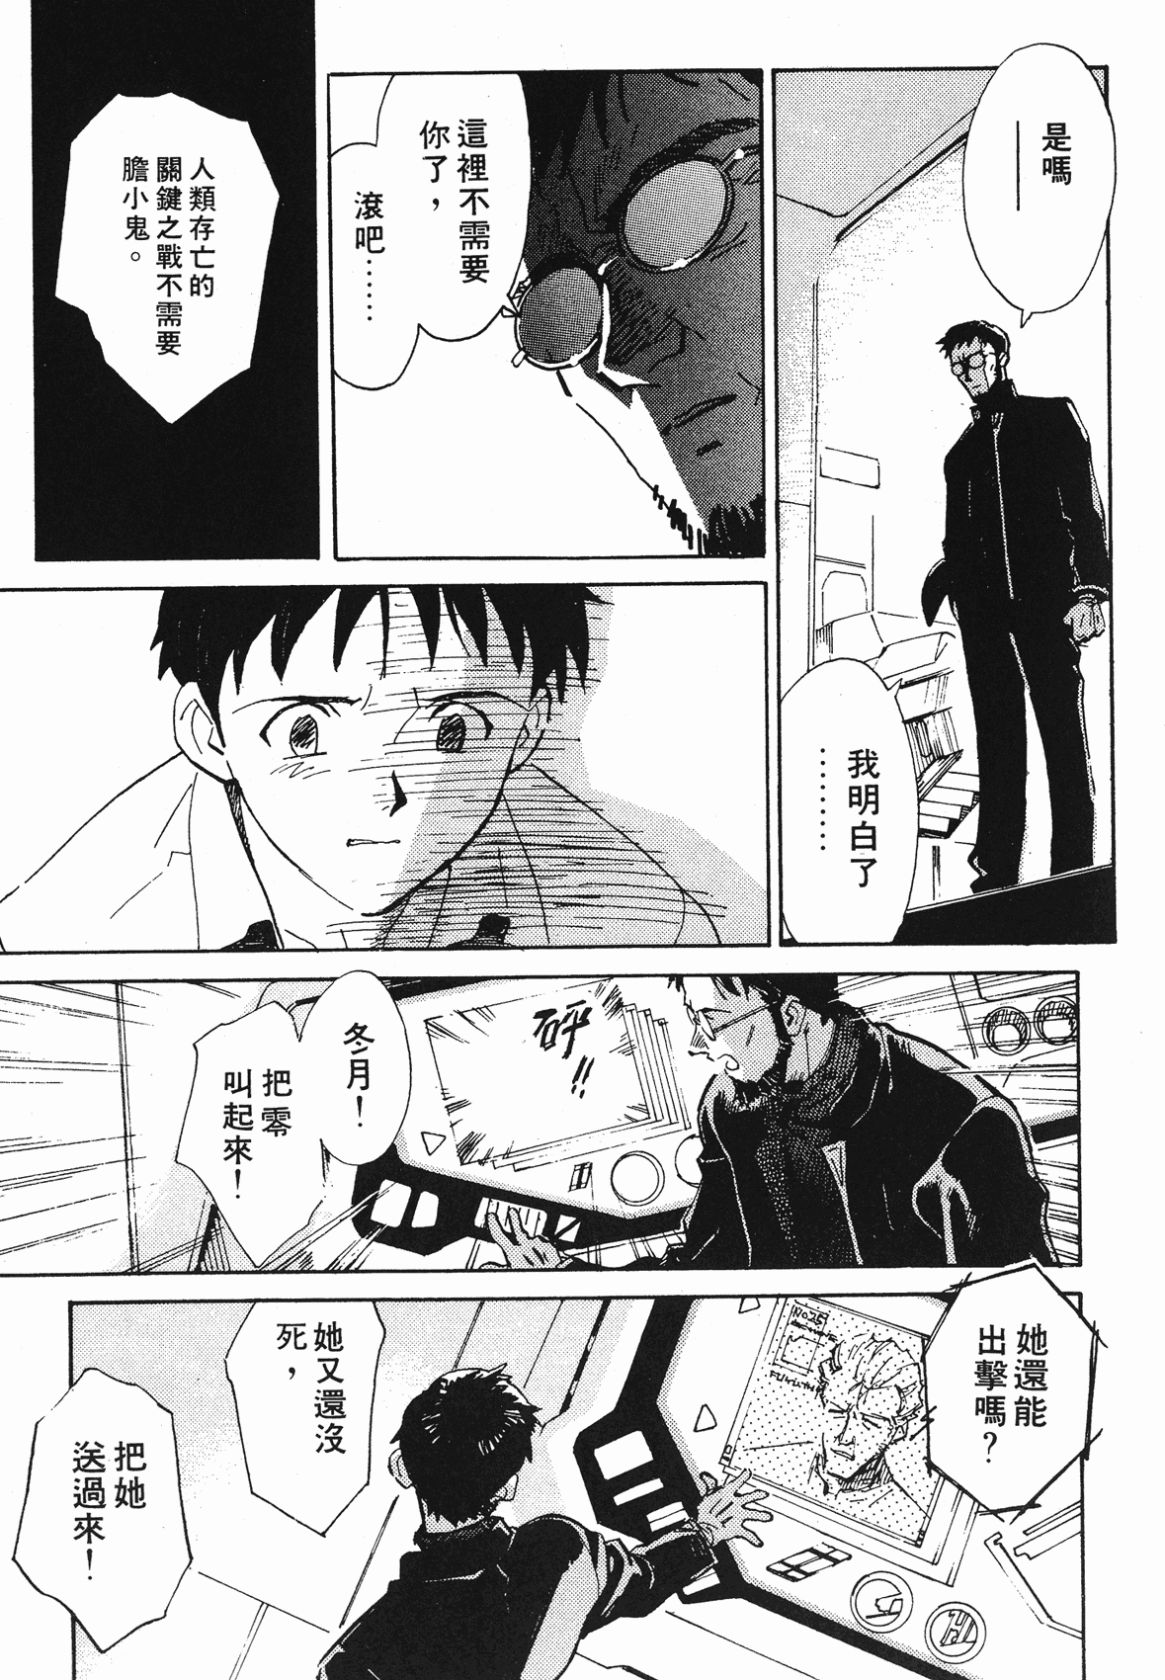 是嗎
——
我明白了
………
這裡不需要
你了，
滾吧……
人類存亡的
關鍵之戰不需要
膽小鬼。
砰!!
冬月！
把零
叫起來！
她還能
出擊嗎？
NO.25
她又還沒
死，
把她
送過來！